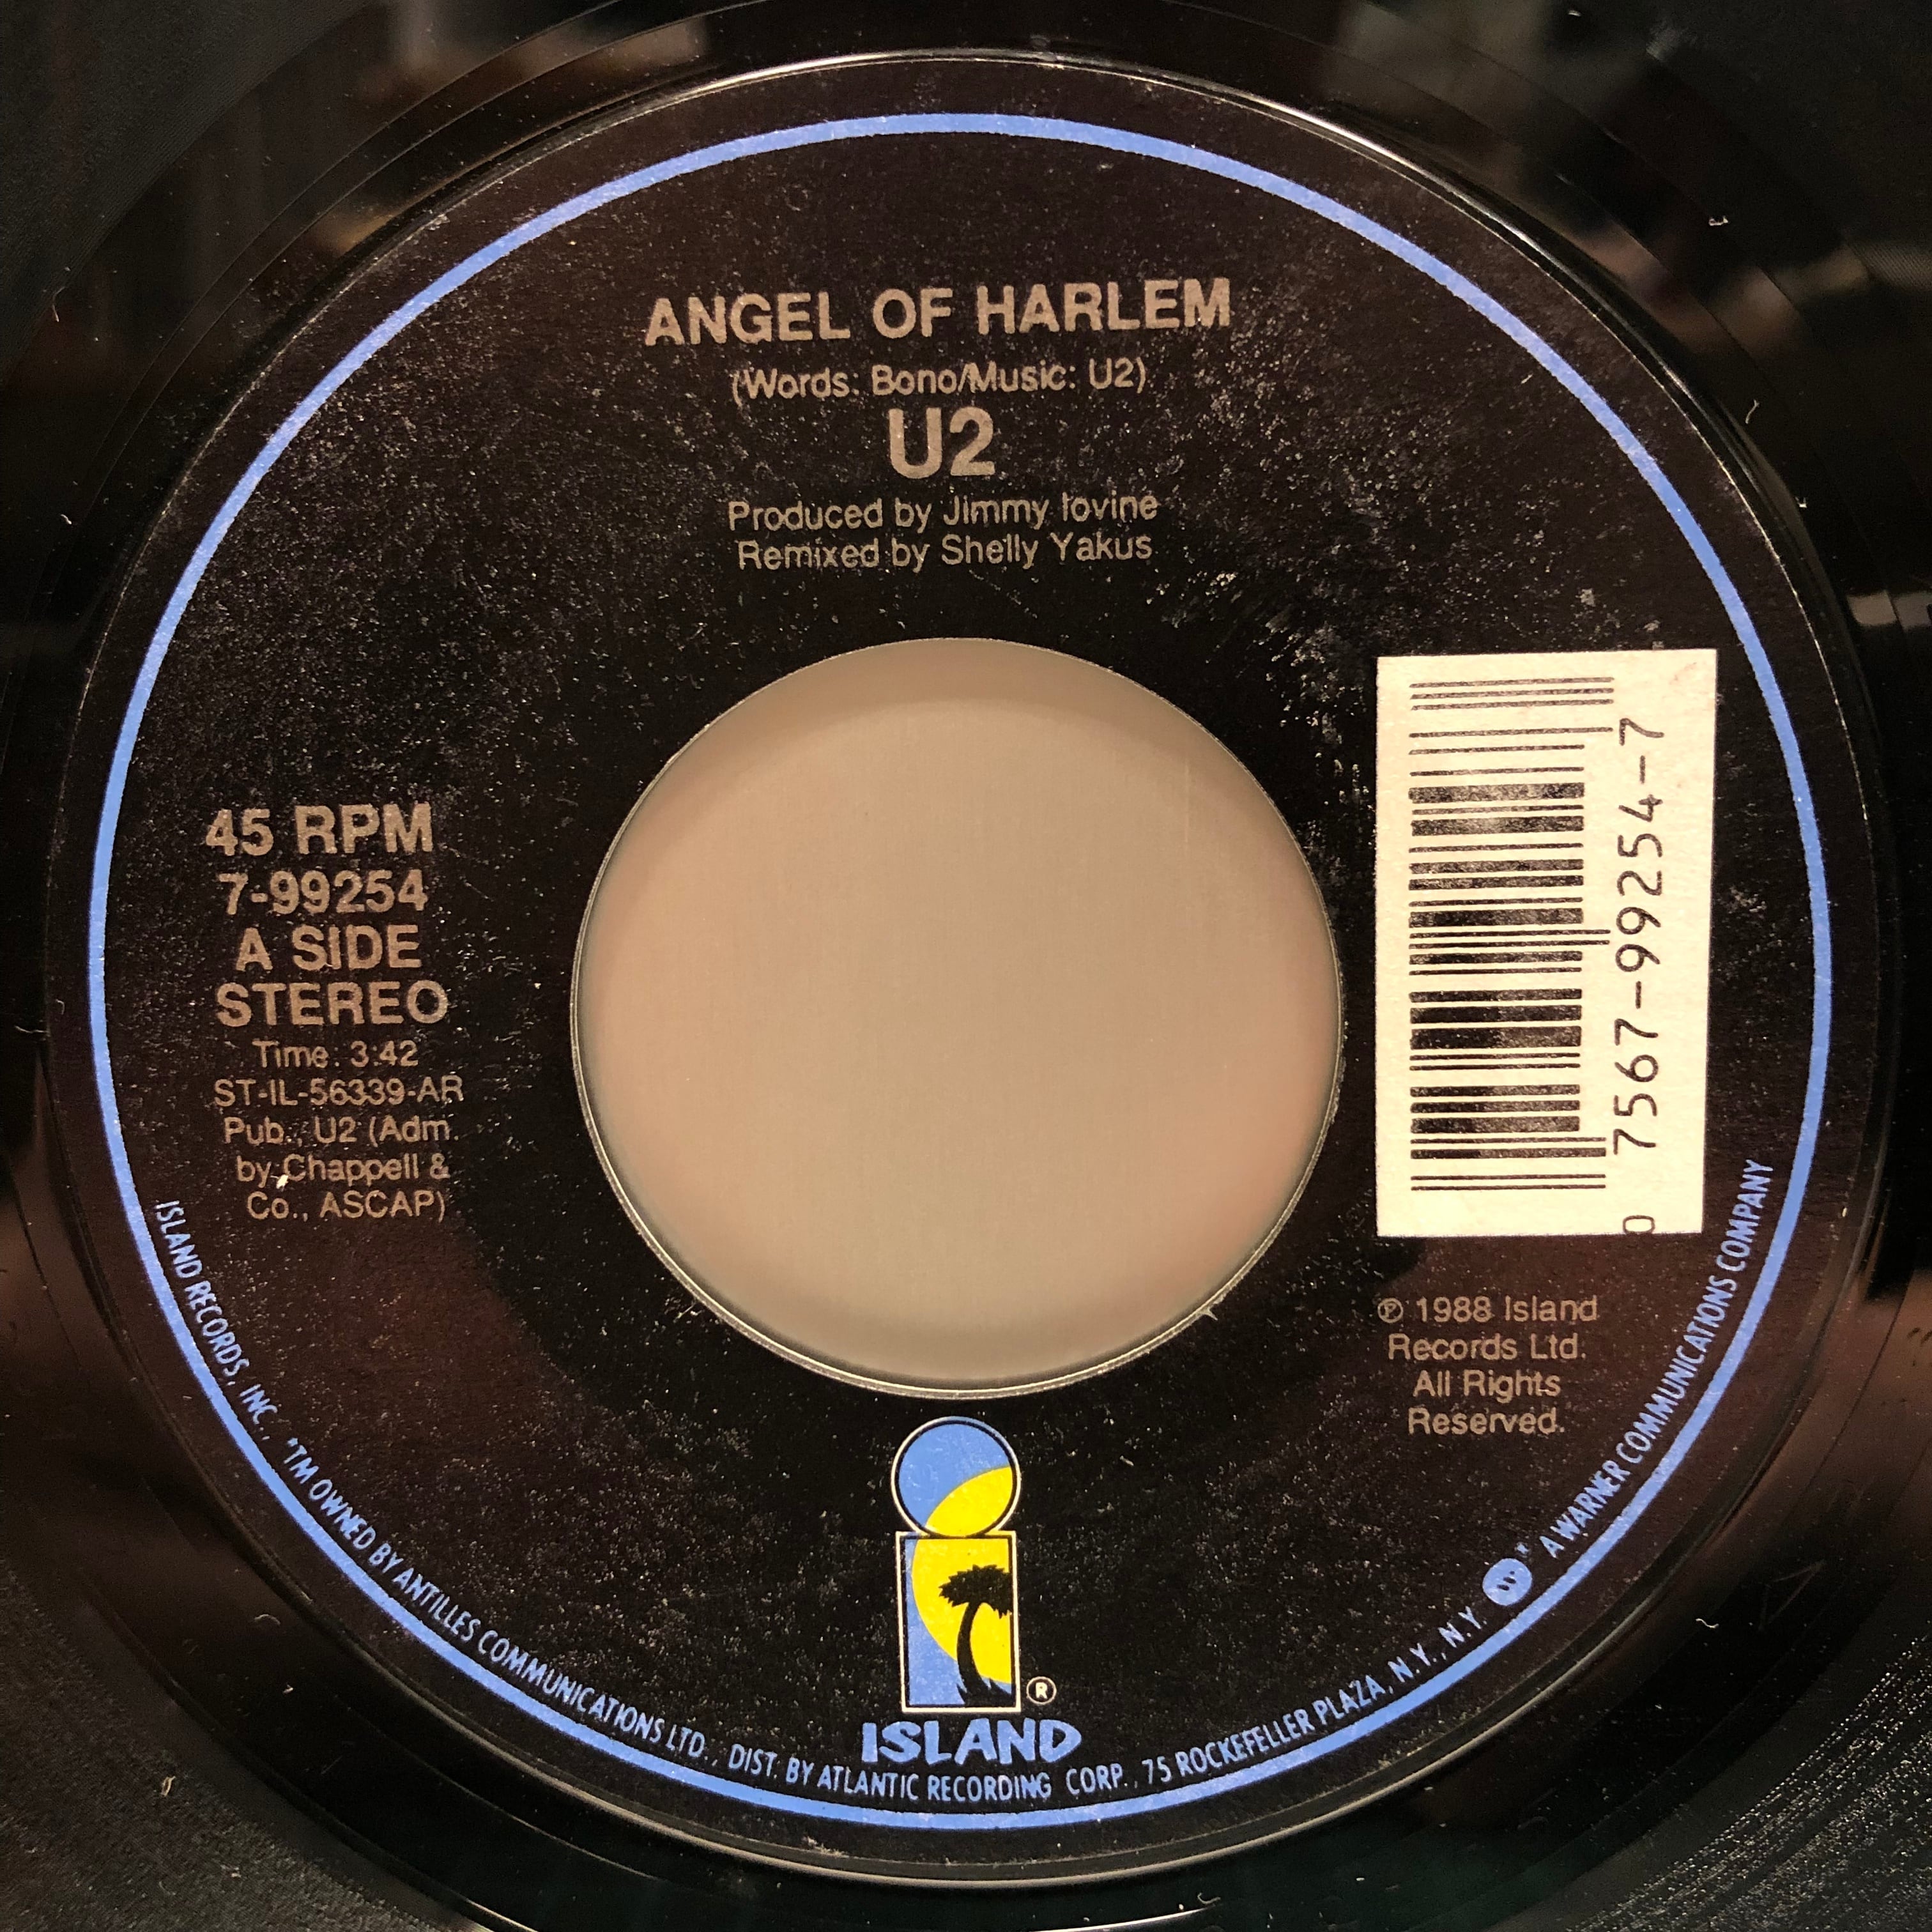 ANGEL OF HARLEM
(Words: Bono/Music: U2)
U2
Produced by Jimmy Iovine
Remixed by Shelly Yakus
45 RPM
7-99254
A SIDE
STEREO
Time: 3:42
ST-IL-56339-AR
Pub., U2 (Adm.
by Chappell &
Co., ASCAP)
0 7567-99254-7
℗ 1988 Island
Records Ltd.
All Rights
Reserved.
®
ISLAND
ISLAND RECORDS, INC., *TM OWNED BY ANTILLES COMMUNICATIONS LTD., DIST. BY ATLANTIC RECORDING CORP., 75 ROCKEFELLER PLAZA, N.Y., N.Y. * A WARNER COMMUNICATIONS COMPANY